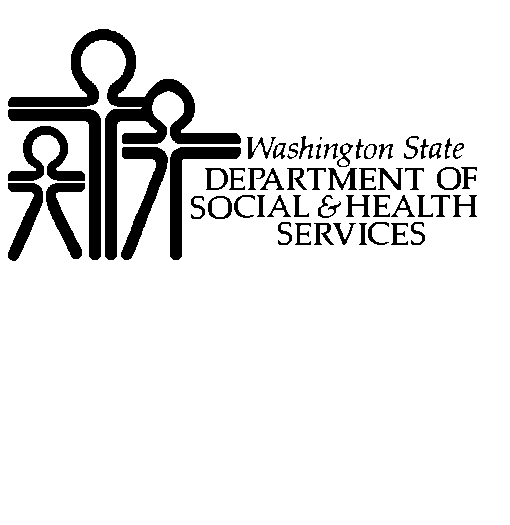 Washington State
DEPARTMENT OF
SOCIAL & HEALTH
SERVICES